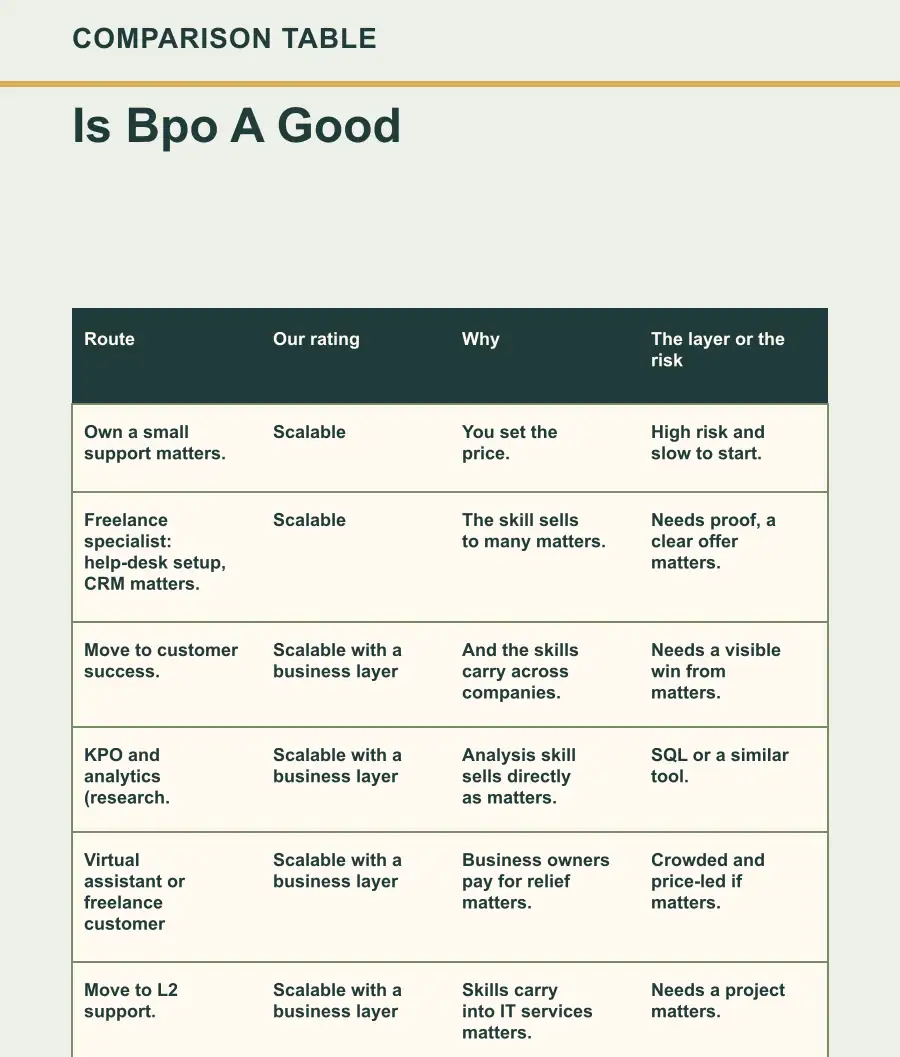 COMPARISON TABLE
Is Bpo A Good
Route
Our rating
Why
The layer or the
risk
Own a small
support matters.
Scalable
You set the
price.
High risk and
slow to start.
Freelance
specialist:
help-desk setup,
CRM matters.
Scalable
The skill sells
to many matters.
Needs proof, a
clear offer
matters.
Move to customer
success.
Scalable with a
business layer
And the skills
carry across
companies.
Needs a visible
win from
matters.
KPO and
analytics
(research.
Scalable with a
business layer
Analysis skill
sells directly
as matters.
SQL or a similar
tool.
Virtual
assistant or
freelance
customer
Scalable with a
business layer
Business owners
pay for relief
matters.
Crowded and
price-led if
matters.
Move to L2
support.
Scalable with a
business layer
Skills carry
into IT services
matters.
Needs a project
matters.